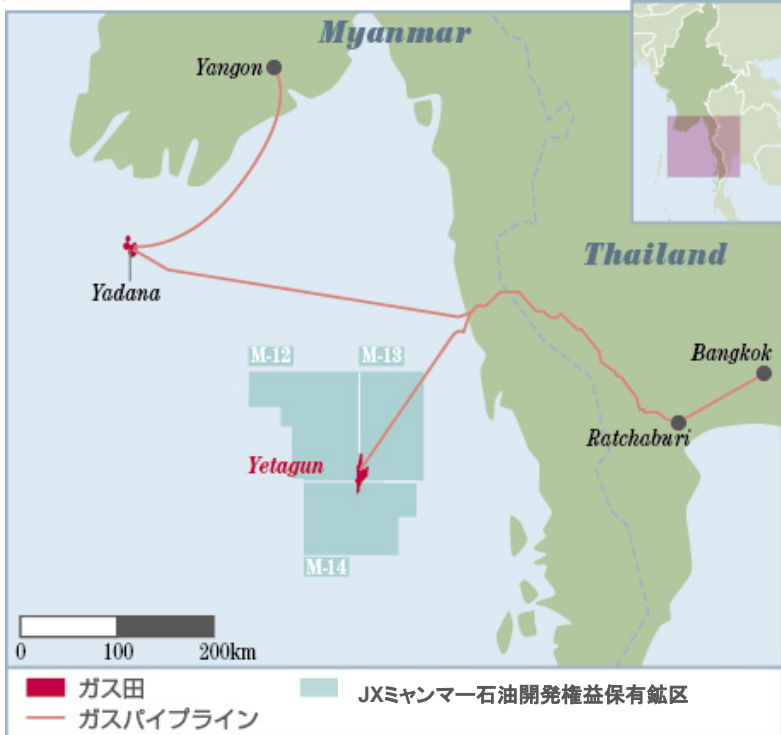 Myanmar
Yangon
Thailand
Yadana
M-12
M-13
Bangkok
Ratchaburi
Yetagun
M-14
0 100 200km
ガス田
JXミャンマー石油開発権益保有鉱区
ガスパイプライン